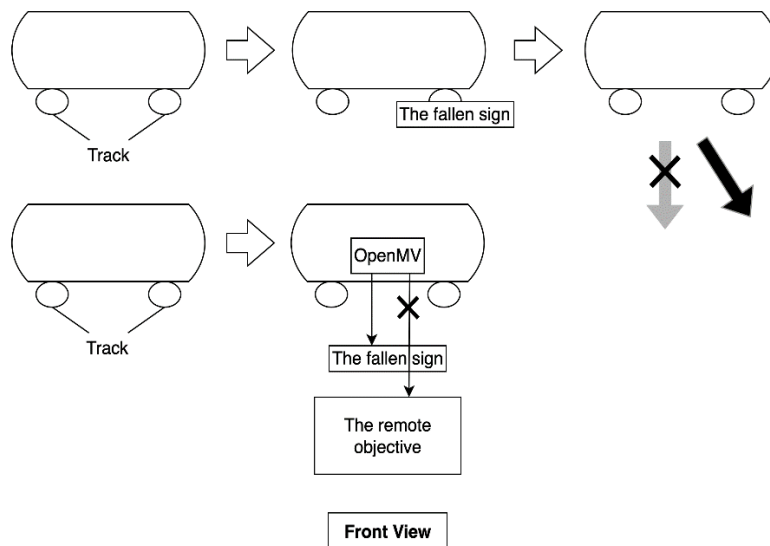 The fallen sign
Track
OpenMV
Track
The fallen sign
The remote
objective
Front View